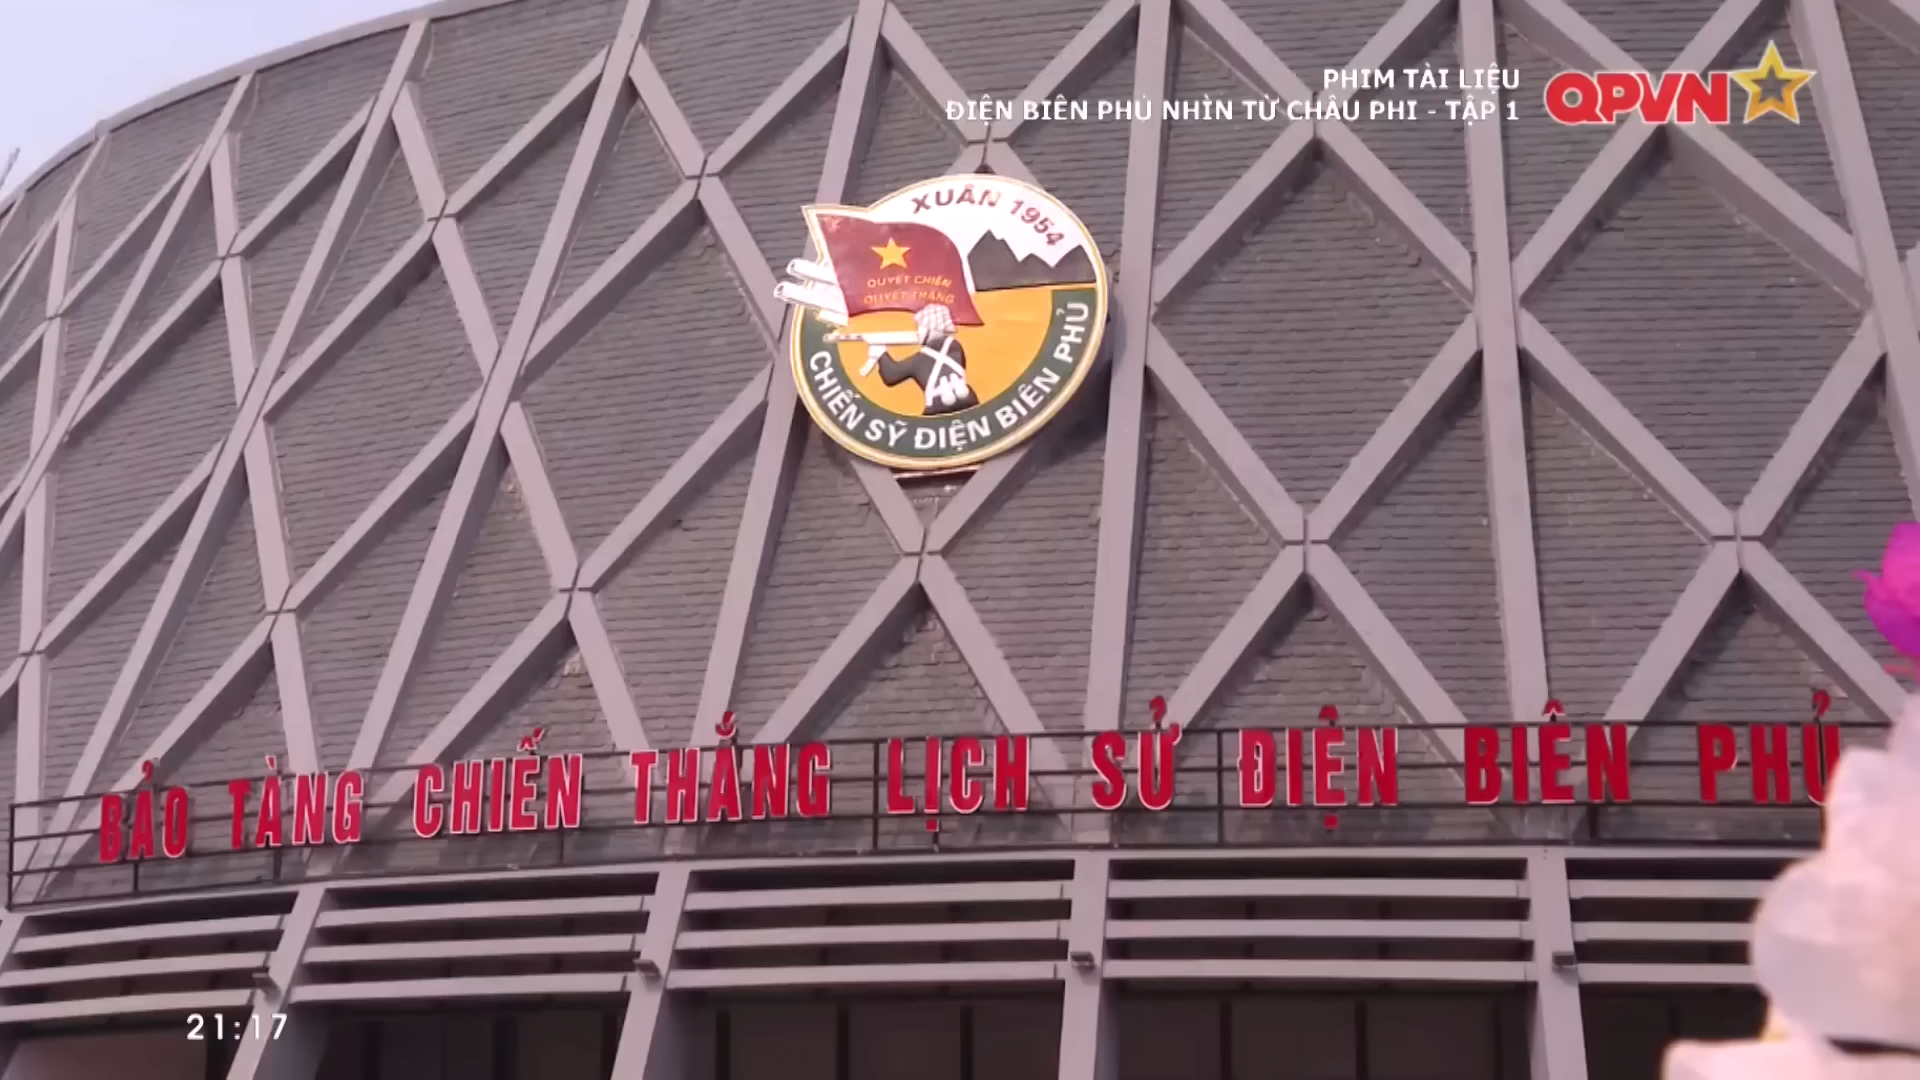 PHIM TÀI LIỆU
ĐIỆN BIÊN PHỦ NHÌN TỪ CHÂU PHI - TẬP 1
QPVN
XUÂN 1954
QUYẾT CHIẾN
QUYẾT THẮNG
CHIẾN SỸ ĐIỆN BIÊN PHỦ
BẢO TÀNG CHIẾN THẮNG LỊCH SỬ ĐIỆN BIÊN PHỦ
21:17